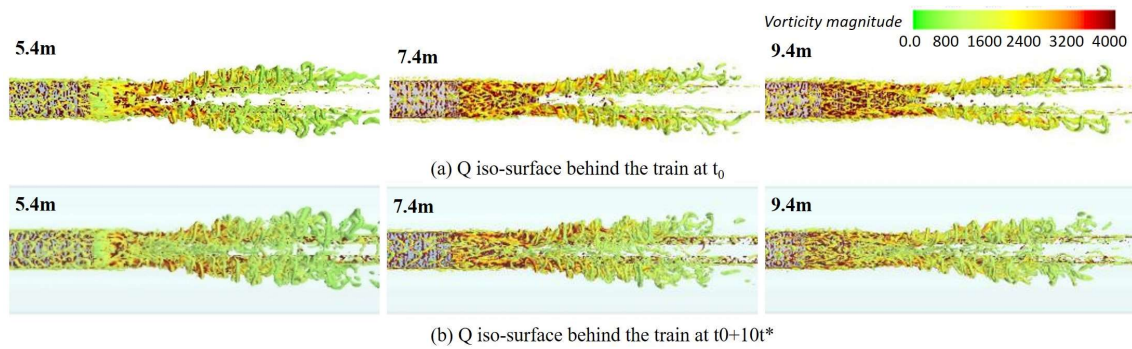 Vorticity magnitude
0.0 800 1600 2400 3200 4000
5.4m
7.4m
9.4m
(a) Q iso-surface behind the train at t₀
5.4m
7.4m
9.4m
(b) Q iso-surface behind the train at t0+10t*